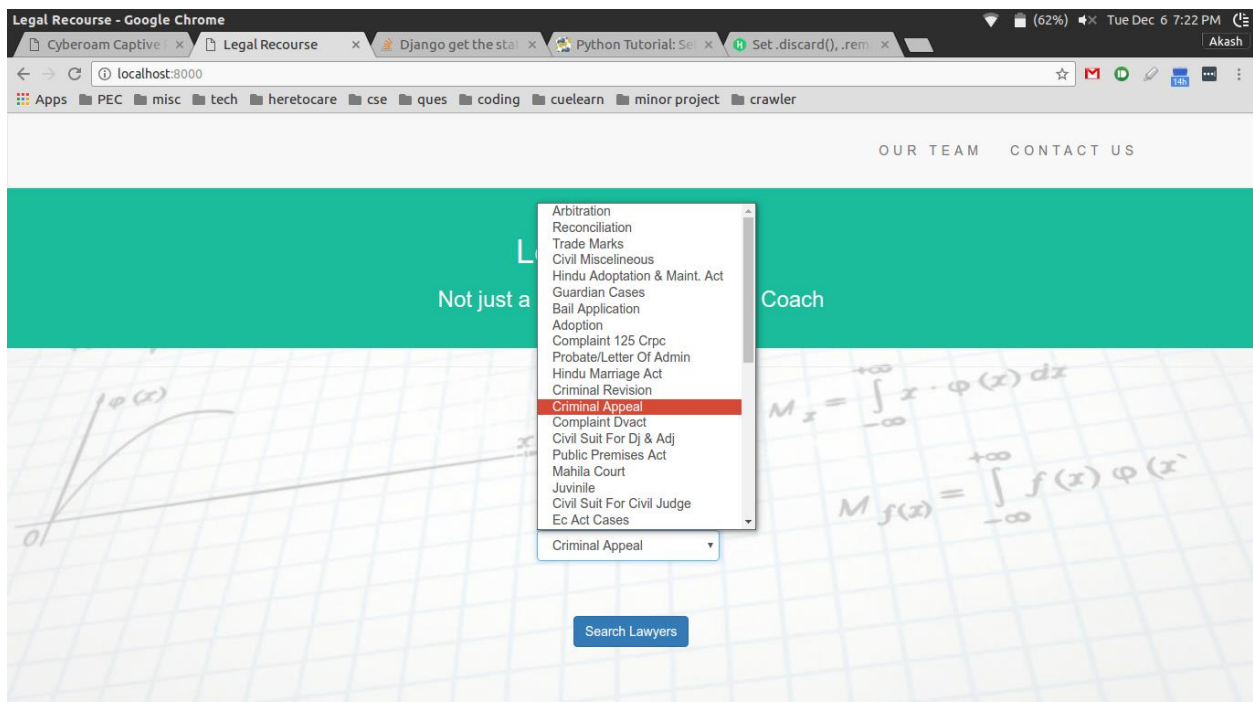 Legal Recourse - Google Chrome
(62%) Tue Dec 6 7:22 PM
Cyberoam Captive
Legal Recourse
Django get the stat
Python Tutorial: Se
Set .discard(), .rem
Akash
localhost:8000
14h
Apps PEC misc tech heretocare cse ques coding cuelearn minor project crawler
OUR TEAM CONTACT US
Not just a Coach
Arbitration
Reconciliation
Trade Marks
Civil Miscelineous
Hindu Adoptation & Maint. Act
Guardian Cases
Bail Application
Adoption
Complaint 125 Crpc
Probate/Letter Of Admin
Hindu Marriage Act
Criminal Revision
Criminal Appeal
Complaint Dvact
Civil Suit For Dj & Adj
Public Premises Act
Mahila Court
Juvinile
Civil Suit For Civil Judge
Ec Act Cases
Criminal Appeal
Search Lawyers
φ (x)
0
x
M x = ∫ x · φ (x) dx
+∞
-∞
M f(x) = ∫ f (x) φ (x
+∞
-∞